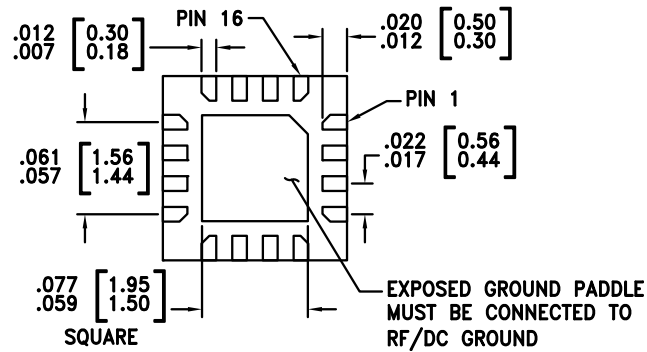 .012 [0.30]
.007 [0.18]
PIN 16
.020 [0.50]
.012 [0.30]
PIN 1
.061 [1.56]
.057 [1.44]
.022 [0.56]
.017 [0.44]
.077 [1.95]
.059 [1.50]
SQUARE
EXPOSED GROUND PADDLE
MUST BE CONNECTED TO
RF/DC GROUND